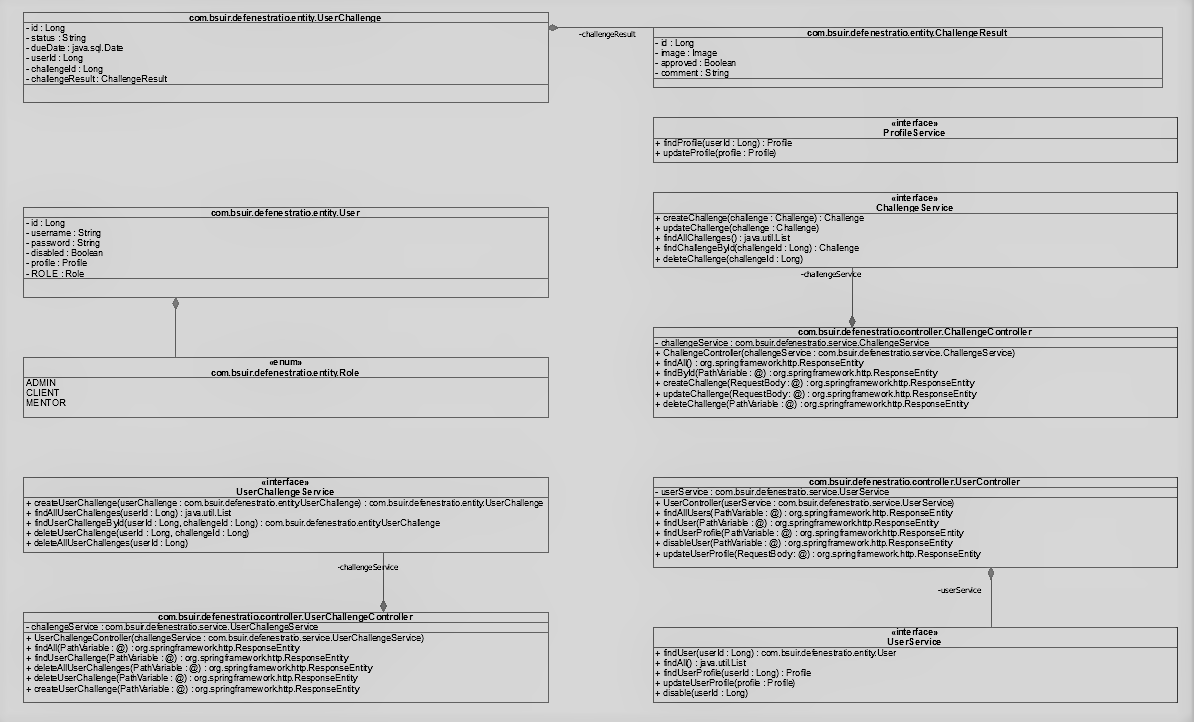 com.bsuir.defenestratio.entity.UserChallenge
- id : Long
- status : String
- dueDate : java.sql.Date
- userId : Long
- challengeId : Long
- challengeResult : ChallengeResult
-challengeResult
com.bsuir.defenestratio.entity.ChallengeResult
- id : Long
- image : Image
- approved : Boolean
- comment : String
«interface»
ProfileService
+ findProfile(userId : Long) : Profile
+ updateProfile(profile : Profile)
com.bsuir.defenestratio.entity.User
- id : Long
- username : String
- password : String
- disabled : Boolean
- profile : Profile
- ROLE : Role
«interface»
ChallengeService
+ createChallenge(challenge : Challenge) : Challenge
+ updateChallenge(challenge : Challenge)
+ findAllChallenges() : java.util.List
+ findChallengeById(challengeId : Long) : Challenge
+ deleteChallenge(challengeId : Long)
-challengeService
«enum»
com.bsuir.defenestratio.entity.Role
ADMIN
CLIENT
MENTOR
com.bsuir.defenestratio.controller.ChallengeController
- challengeService : com.bsuir.defenestratio.service.ChallengeService
+ ChallengeController(challengeService : com.bsuir.defenestratio.service.ChallengeService)
+ findAll() : org.springframework.http.ResponseEntity
+ findById(PathVariable : @) : org.springframework.http.ResponseEntity
+ createChallenge(RequestBody : @) : org.springframework.http.ResponseEntity
+ updateChallenge(RequestBody : @) : org.springframework.http.ResponseEntity
+ deleteChallenge(PathVariable : @) : org.springframework.http.ResponseEntity
«interface»
UserChallengeService
+ createUserChallenge(userChallenge : com.bsuir.defenestratio.entity.UserChallenge) : com.bsuir.defenestratio.entity.UserChallenge
+ findAllUserChallenges(userId : Long) : java.util.List
+ findUserChallengeById(userId : Long, challengeId : Long) : com.bsuir.defenestratio.entity.UserChallenge
+ deleteUserChallenge(userId : Long, challengeId : Long)
+ deleteAllUserChallenges(userId : Long)
-challengeService
com.bsuir.defenestratio.controller.UserController
- userService : com.bsuir.defenestratio.service.UserService
+ UserController(userService : com.bsuir.defenestratio.service.UserService)
+ findAllUsers(PathVariable : @) : org.springframework.http.ResponseEntity
+ findUser(PathVariable : @) : org.springframework.http.ResponseEntity
+ findUserProfile(PathVariable : @) : org.springframework.http.ResponseEntity
+ disableUser(PathVariable : @) : org.springframework.http.ResponseEntity
+ updateUserProfile(RequestBody : @) : org.springframework.http.ResponseEntity
-userService
com.bsuir.defenestratio.controller.UserChallengeController
- challengeService : com.bsuir.defenestratio.service.UserChallengeService
+ UserChallengeController(challengeService : com.bsuir.defenestratio.service.UserChallengeService)
+ findAll(PathVariable : @) : org.springframework.http.ResponseEntity
+ findUserChallenge(PathVariable : @) : org.springframework.http.ResponseEntity
+ deleteAllUserChallenges(PathVariable : @) : org.springframework.http.ResponseEntity
+ deleteUserChallenge(PathVariable : @) : org.springframework.http.ResponseEntity
+ createUserChallenge(PathVariable : @) : org.springframework.http.ResponseEntity
«interface»
UserService
+ findUser(userId : Long) : com.bsuir.defenestratio.entity.User
+ findAll() : java.util.List
+ findUserProfile(userId : Long) : Profile
+ updateUserProfile(profile : Profile)
+ disable(userId : Long)